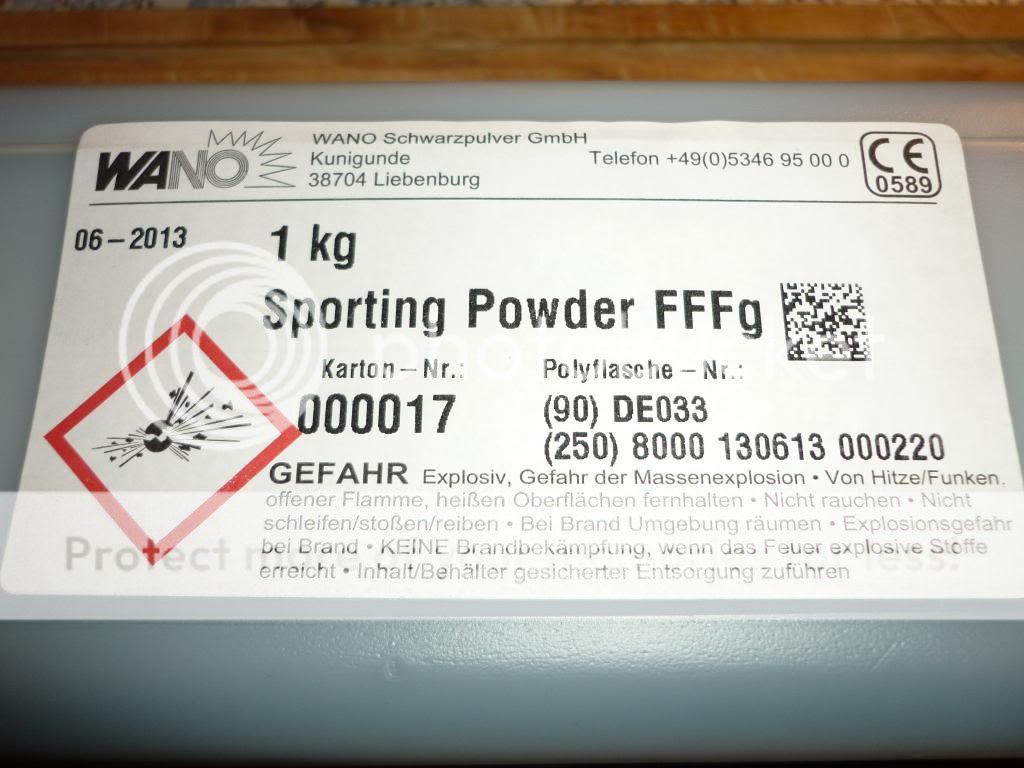 WANO
WANO Schwarzpulver GmbH
Kunigunde
38704 Liebenburg
Telefon +49(0)5346 95 00 0
CE
0589
06-2013
1 kg
Sporting Powder FFFg
Karton-Nr.:
000017
Polyflasche-Nr.:
(90) DE033
(250) 8000 130613 000220
GEFAHR Explosiv, Gefahr der Massenexplosion • Von Hitze/Funken.
offener Flamme, heißen Oberflächen fernhalten • Nicht rauchen • Nicht
schleifen/stoßen/reiben • Bei Brand Umgebung räumen • Explosionsgefahr
bei Brand • KEINE Brandbekämpfung, wenn das Feuer explosive Stoffe
erreicht • Inhalt/Behälter gesicherter Entsorgung zuführen
Protect
less!